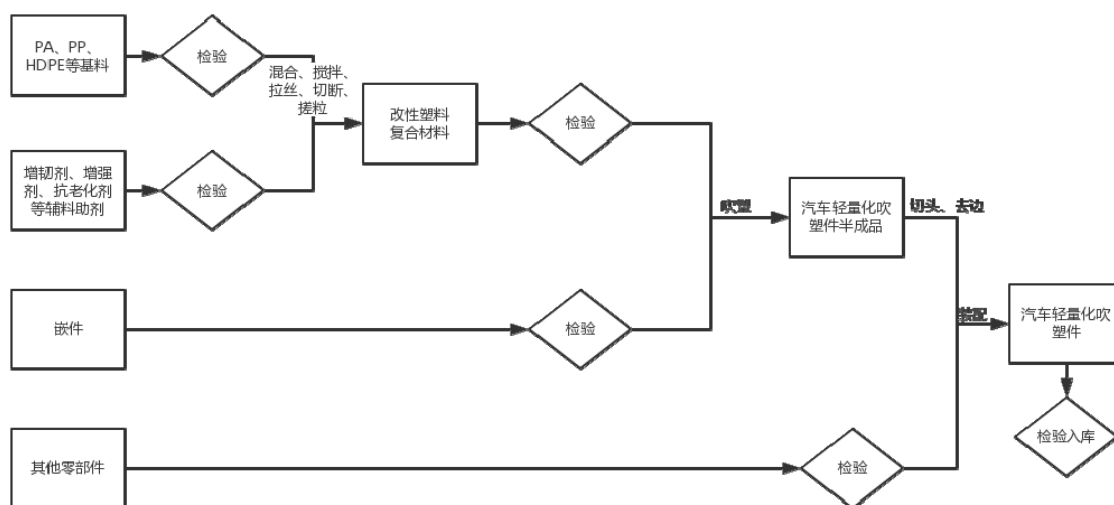 PA、PP、
HDPE等基料
检验
混合、搅拌、
拉丝、切断、
搓粒
改性塑料
复合材料
检验
增韧剂、增强
剂、抗老化剂
等辅料助剂
检验
吹塑
汽车轻量化吹
塑件半成品
切头、去边
嵌件
检验
装配
汽车轻量化吹
塑件
检验入库
其他零部件
检验